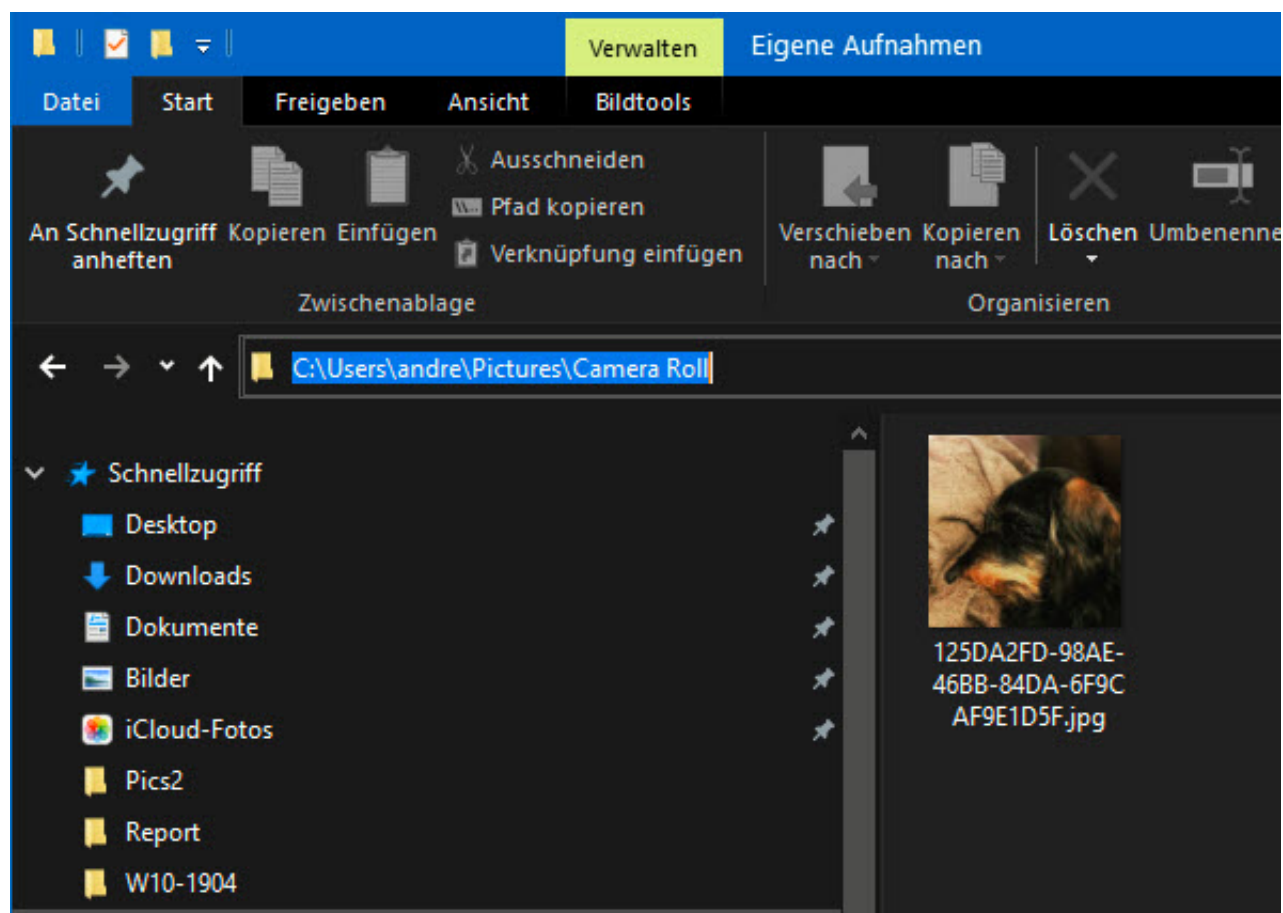 Verwalten Eigene Aufnahmen
Datei Start Freigeben Ansicht Bildtools
An Schnellzugriff
anheften
Kopieren
Einfügen
Ausschneiden
Pfad kopieren
Verknüpfung einfügen
Zwischenablage
Verschieben
nach
Kopieren
nach
Löschen
Umbenenne
Organisieren
C:\Users\andre\Pictures\Camera Roll
Schnellzugriff
Desktop
Downloads
Dokumente
Bilder
iCloud-Fotos
Pics2
Report
W10-1904
125DA2FD-98AE-
46BB-84DA-6F9C
AF9E1D5F.jpg